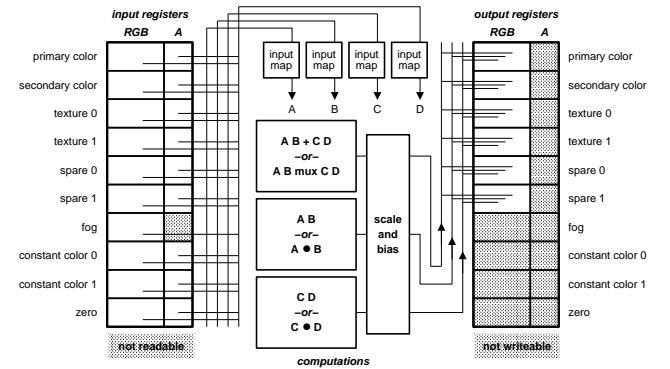 input registers
RGB A
primary color
secondary color
texture 0
texture 1
spare 0
spare 1
fog
constant color 0
constant color 1
zero
not readable
input map
input map
input map
input map
A B C D
A B + C D
–or–
A B mux C D
A B
–or–
A ● B
C D
–or–
C ● D
scale
and
bias
computations
output registers
RGB A
primary color
secondary color
texture 0
texture 1
spare 0
spare 1
fog
constant color 0
constant color 1
zero
not writeable